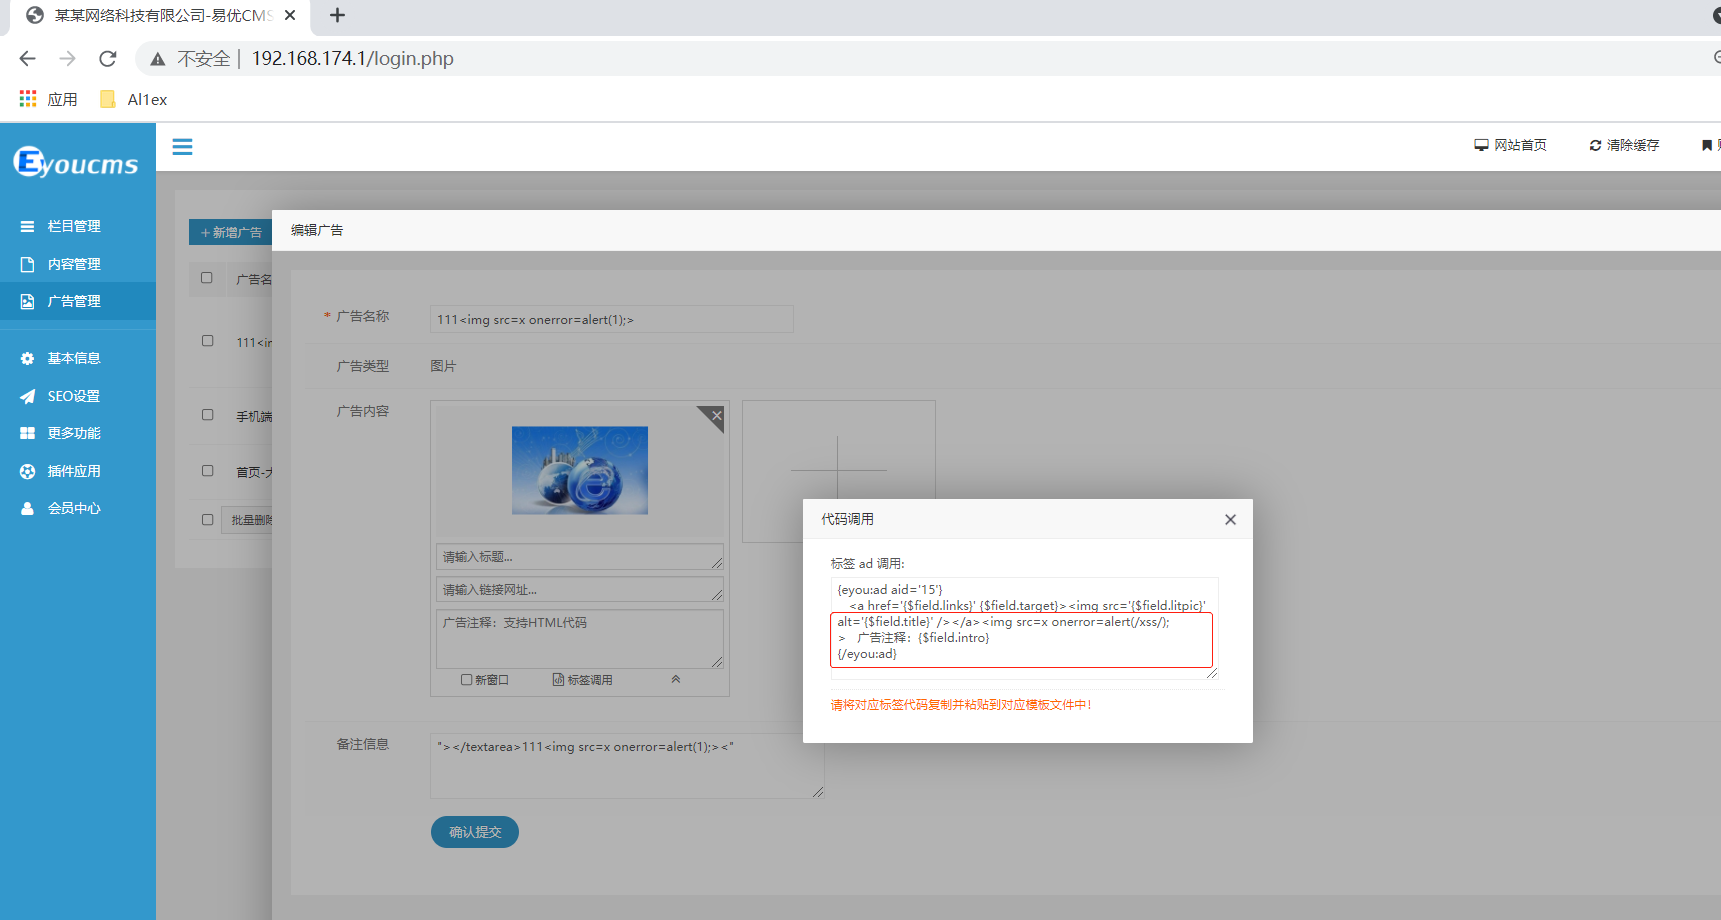 某某网络科技有限公司-易优CMS
不安全 | 192.168.174.1/login.php
应用
Al1ex
Eyoucms
网站首页
清除缓存
栏目管理
内容管理
广告管理
基本信息
SEO设置
更多功能
插件应用
会员中心
+新增广告
广告名
111<im
手机端
首页-大
批量删除
编辑广告
* 广告名称
111<img src=x onerror=alert(1);>
广告类型
图片
广告内容
请输入标题...
请输入链接网址...
广告注释：支持HTML代码
新窗口
标签调用
备注信息
"></textarea>111<img src=x onerror=alert(1);><"
确认提交
代码调用
标签 ad 调用:
{eyou:ad aid='15'}
<a href='{$field.links}' {$field.target}><img src='{$field.litpic}'
alt='{$field.title}' /></a><img src=x onerror=alert(/xss/);
> 广告注释：{$field.intro}
{/eyou:ad}
请将对应标签代码复制并粘贴到对应模板文件中！